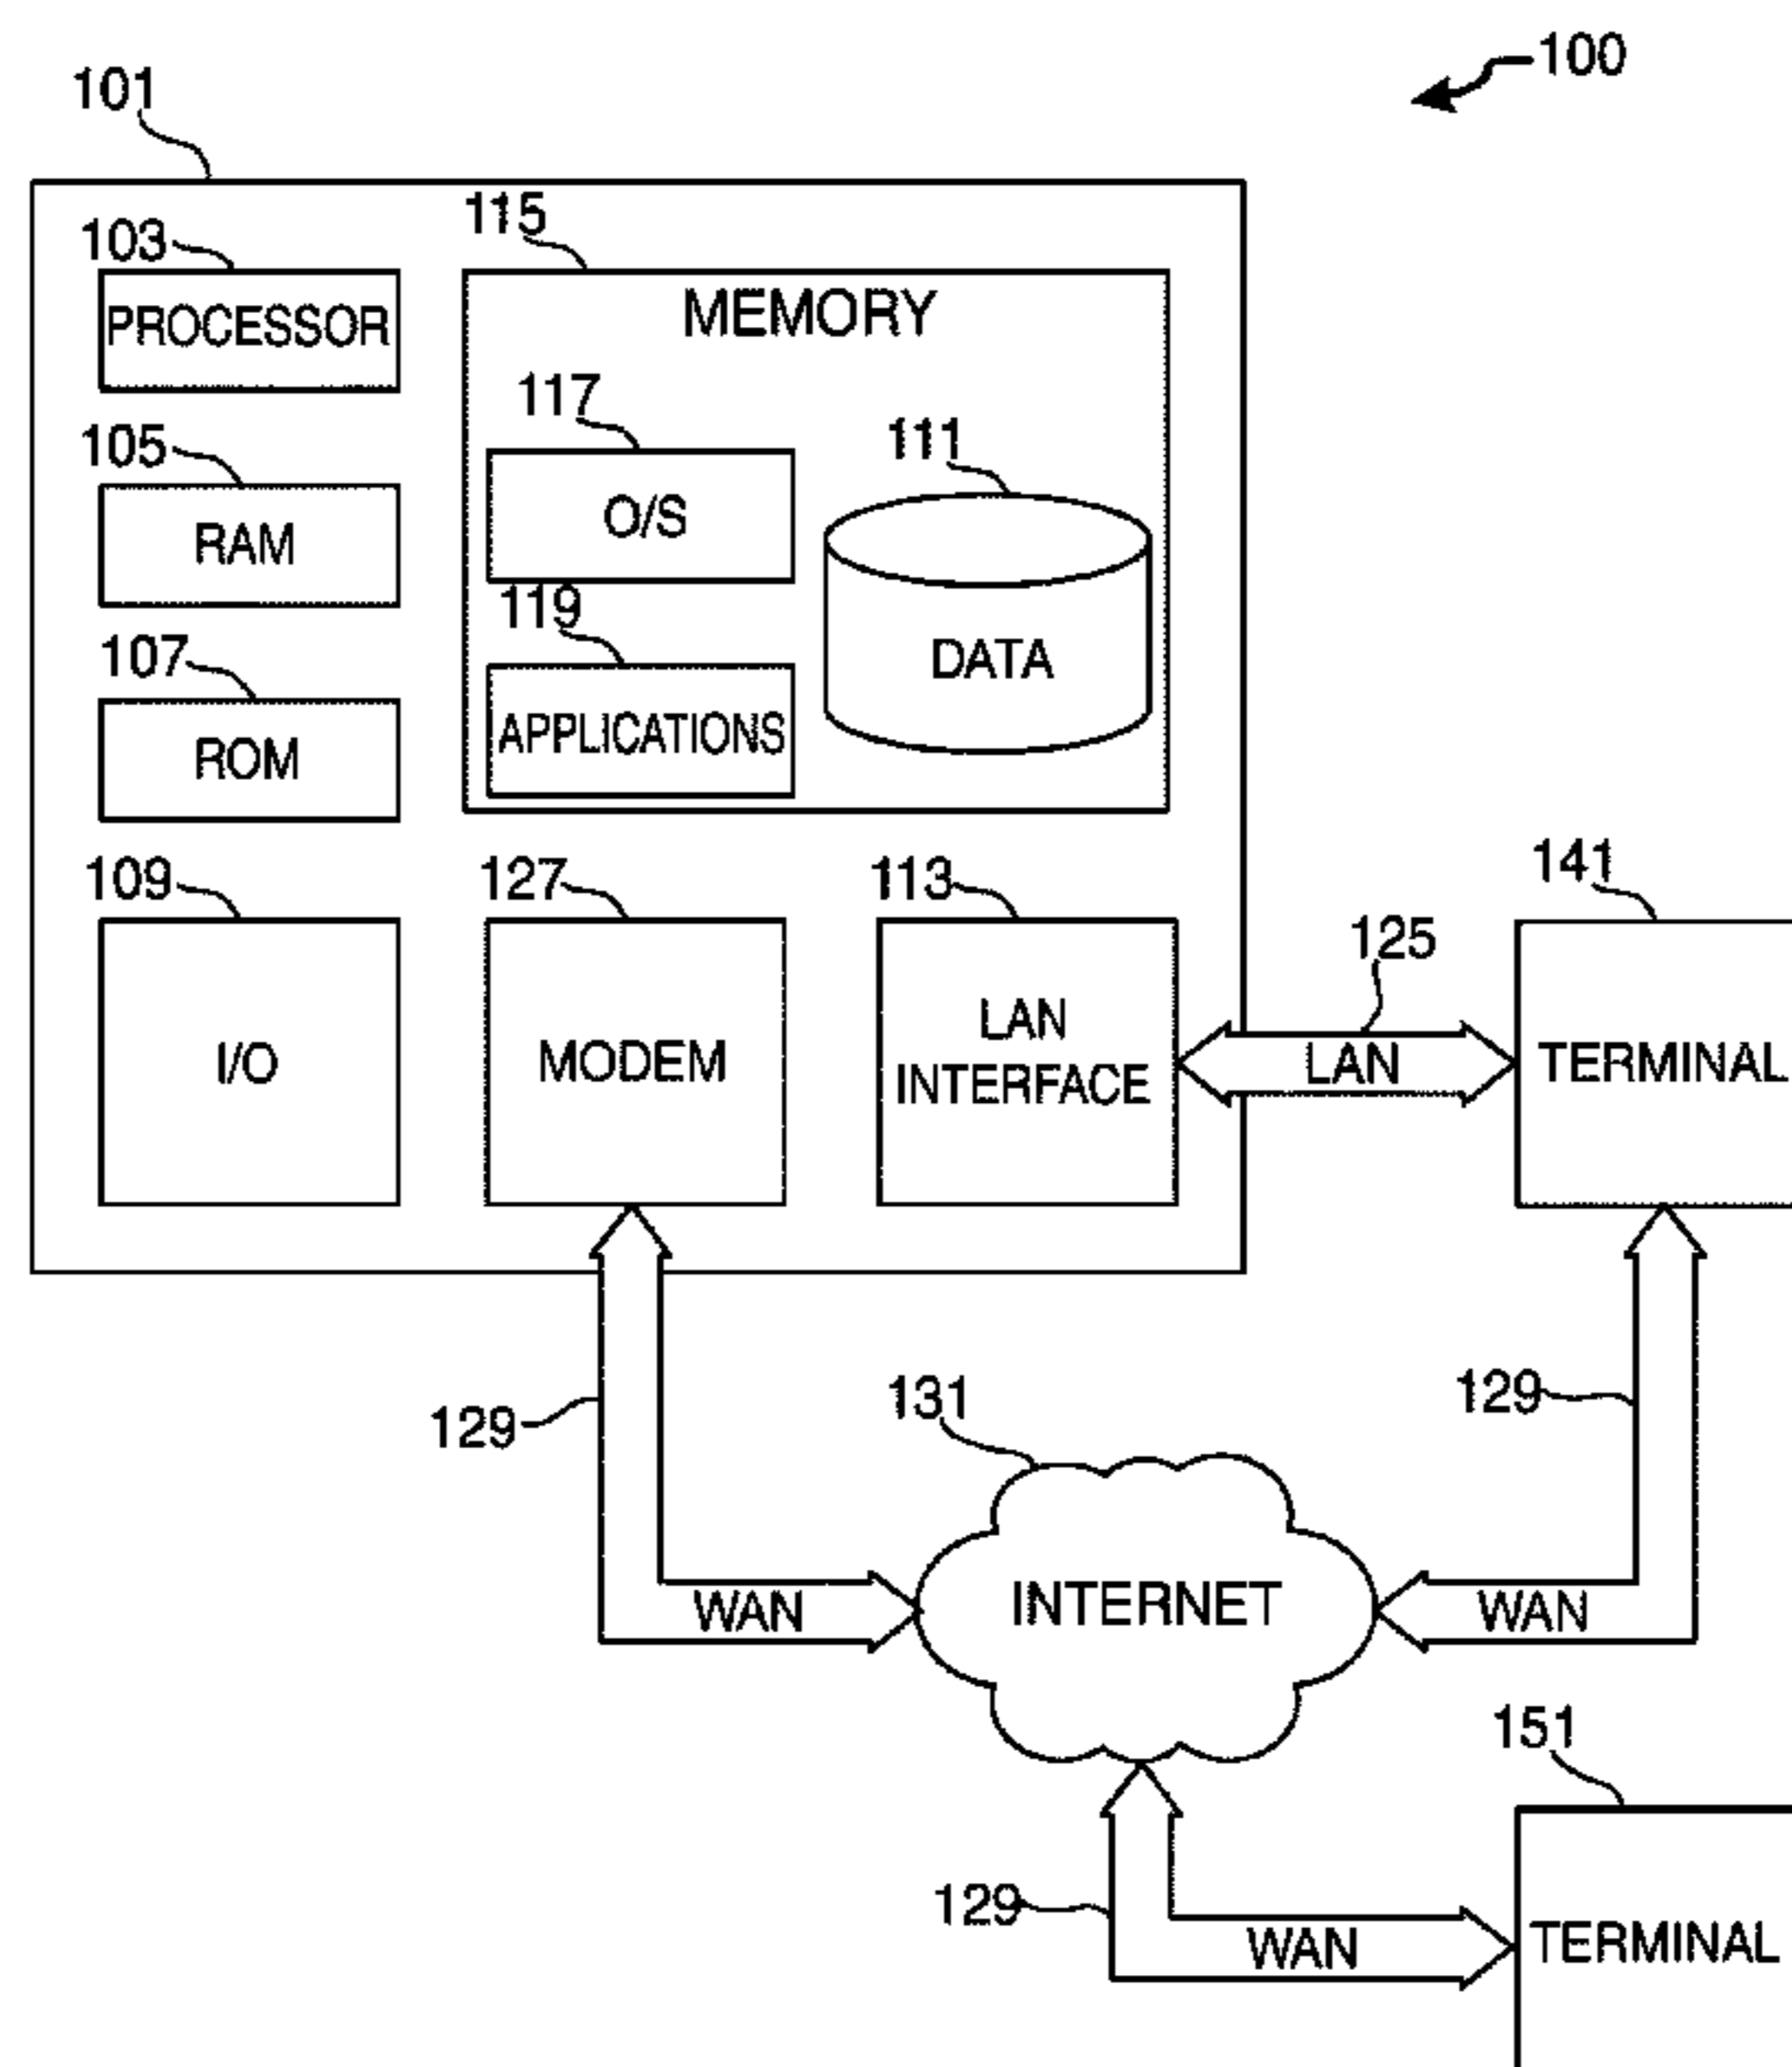 100
101
103
PROCESSOR
115
MEMORY
105
RAM
117
O/S
111
DATA
107
ROM
119
APPLICATIONS
109
I/O
127
MODEM
113
LAN
INTERFACE
125
LAN
141
TERMINAL
129
WAN
131
INTERNET
129
WAN
129
WAN
151
TERMINAL